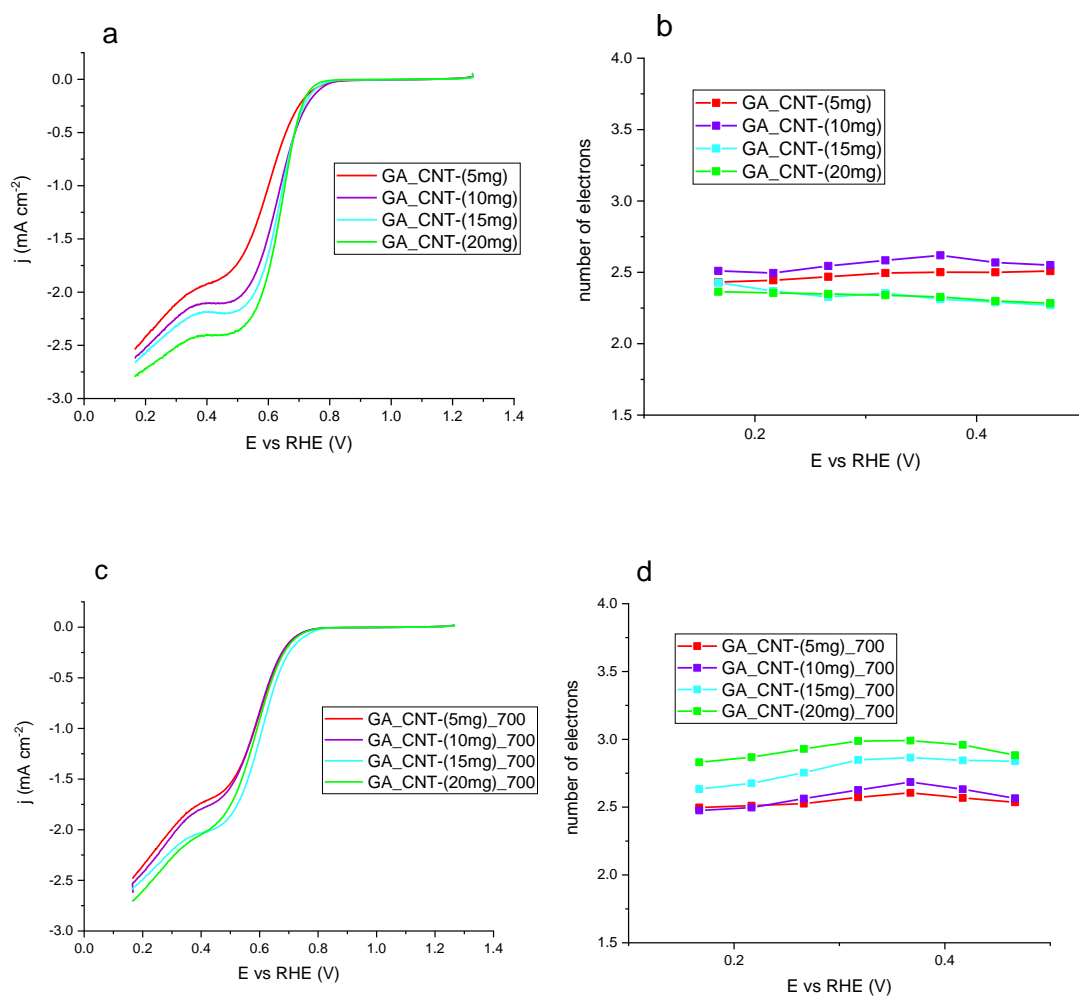 a
0.0
-0.5
-1.0
-1.5
-2.0
-2.5
-3.0
j (mA cm-2)
GA_CNT-(5mg)
GA_CNT-(10mg)
GA_CNT-(15mg)
GA_CNT-(20mg)
0.0 0.2 0.4 0.6 0.8 1.0 1.2 1.4
E vs RHE (V)
b
4.0
3.5
3.0
2.5
2.0
1.5
number of electrons
GA_CNT-(5mg)
GA_CNT-(10mg)
GA_CNT-(15mg)
GA_CNT-(20mg)
0.2 0.4
E vs RHE (V)
c
0.0
-0.5
-1.0
-1.5
-2.0
-2.5
-3.0
j (mA cm-2)
GA_CNT-(5mg)_700
GA_CNT-(10mg)_700
GA_CNT-(15mg)_700
GA_CNT-(20mg)_700
0.0 0.2 0.4 0.6 0.8 1.0 1.2 1.4
E vs RHE (V)
d
4.0
3.5
3.0
2.5
2.0
1.5
number of electrons
GA_CNT-(5mg)_700
GA_CNT-(10mg)_700
GA_CNT-(15mg)_700
GA_CNT-(20mg)_700
0.2 0.4
E vs RHE (V)